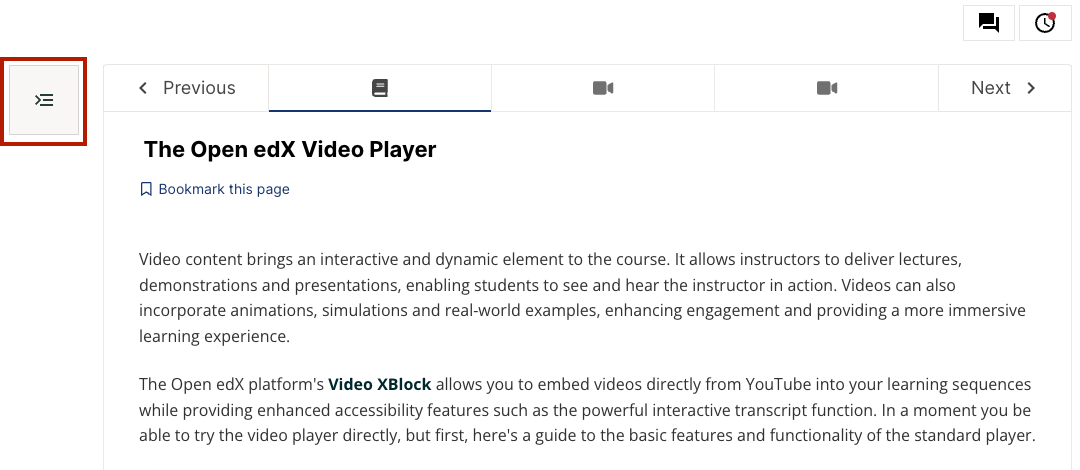 Previous
Next
The Open edX Video Player
Bookmark this page
Video content brings an interactive and dynamic element to the course. It allows instructors to deliver lectures,
demonstrations and presentations, enabling students to see and hear the instructor in action. Videos can also
incorporate animations, simulations and real-world examples, enhancing engagement and providing a more immersive
learning experience.
The Open edX platform's Video XBlock allows you to embed videos directly from YouTube into your learning sequences
while providing enhanced accessibility features such as the powerful interactive transcript function. In a moment you be
able to try the video player directly, but first, here's a guide to the basic features and functionality of the standard player.